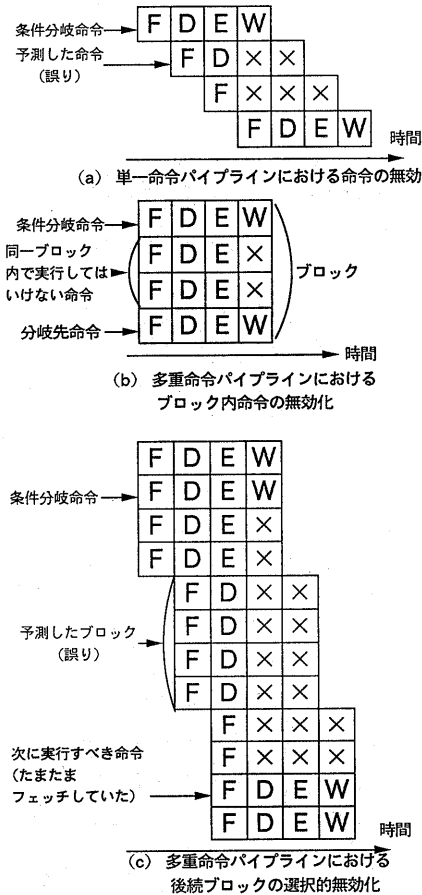 条件分岐命令
F D E W
予測した命令
(誤り)
F D × ×
F × × ×
F D E W
時間
(a) 単一命令パイプラインにおける命令の無効
条件分岐命令
F D E W
同一ブロック
内で実行しては
いけない命令
F D E ×
F D E ×
ブロック
分岐先命令
F D E W
時間
(b) 多重命令パイプラインにおける
ブロック内命令の無効化
F D E W
条件分岐命令
F D E W
F D E ×
F D E ×
F D × ×
F D × ×
予測したブロック
(誤り)
F D × ×
F D × ×
F × × ×
F × × ×
次に実行すべき命令
(たまたま
フェッチしていた)
F D E W
F D E W
時間
(c) 多重命令パイプラインにおける
後続ブロックの選択的無効化